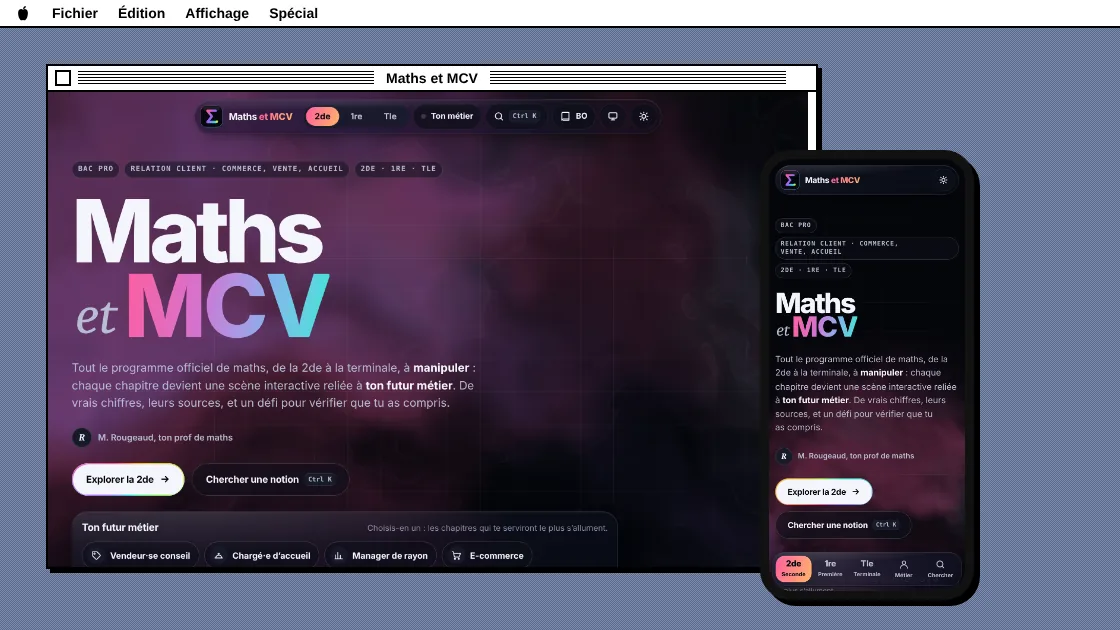 Fichier Édition Affichage Spécial
Maths et MCV
Maths et MCV 2de 1re Tle Ton métier Ctrl K BO
BAC PRO RELATION CLIENT · COMMERCE, VENTE, ACCUEIL 2DE · 1RE · TLE
Maths
et MCV
Tout le programme officiel de maths, de la 2de à la terminale, à manipuler :
chaque chapitre devient une scène interactive reliée à ton futur métier. De
vrais chiffres, leurs sources, et un défi pour vérifier que tu as compris.
R M. Rougeaud, ton prof de maths
Explorer la 2de → Chercher une notion Ctrl K
Ton futur métier Choisis-en un : les chapitres qui te serviront le plus s'allument.
Vendeur·se conseil Chargé·e d'accueil Manager de rayon E-commerce
Maths et MCV
BAC PRO
RELATION CLIENT · COMMERCE,
VENTE, ACCUEIL
2DE · 1RE · TLE
Maths
et MCV
Tout le programme officiel de maths, de la
2de à la terminale, à manipuler : chaque
chapitre devient une scène interactive reliée
à ton futur métier. De vrais chiffres, leurs
sources, et un défi pour vérifier que tu
as compris.
R M. Rougeaud, ton prof de maths
Explorer la 2de →
Chercher une notion Ctrl K
2de 1re Tle
Seconde Première Terminale Métier Chercher